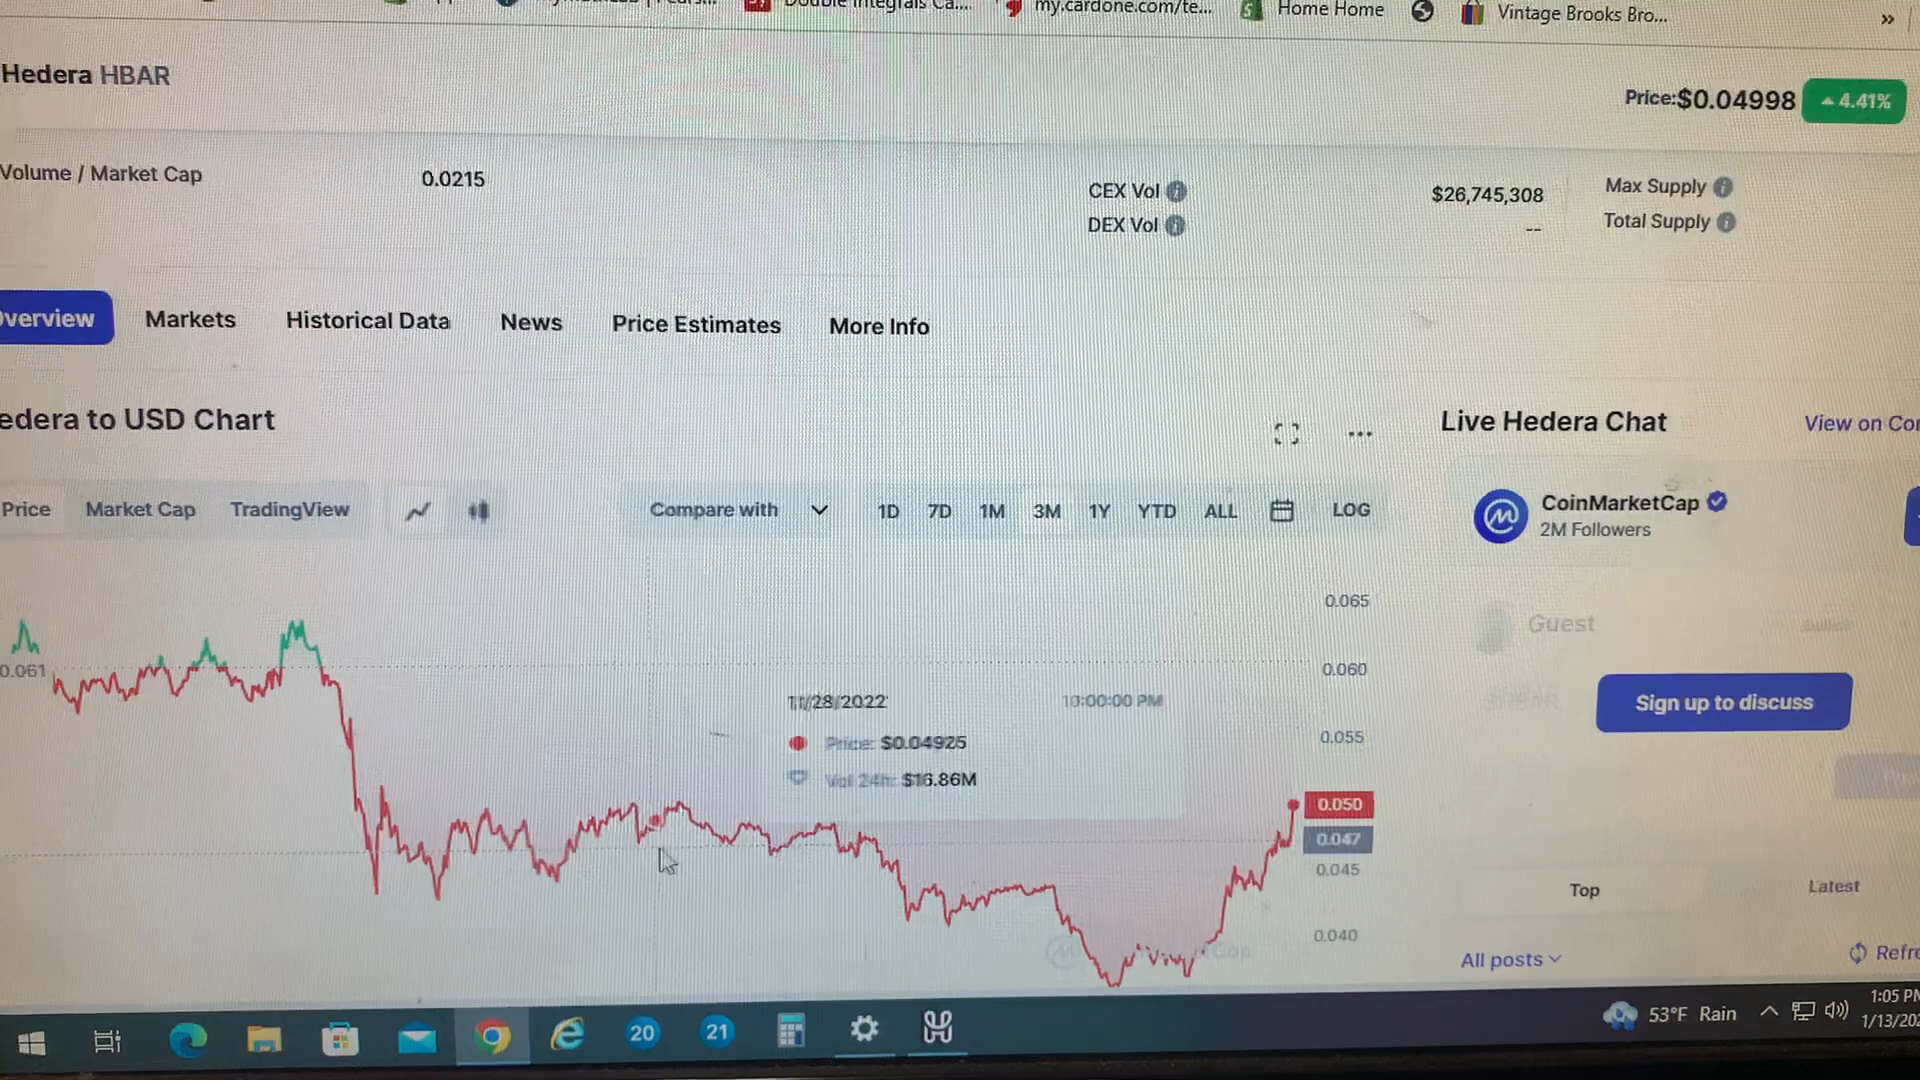 my.cardone.com/te...
Home Home
Vintage Brooks Bro...
»
Hedera HBAR
Price:$0.04998
4.41%
Volume / Market Cap
0.0215
CEX Vol
$26,745,308
DEX Vol
--
Max Supply
Total Supply
Overview
Markets
Historical Data
News
Price Estimates
More Info
edera to USD Chart
...
Live Hedera Chat
View on Co
Price
Market Cap
TradingView
Compare with
1D
7D
1M
3M
1Y
YTD
ALL
LOG
CoinMarketCap
2M Followers
0.065
Guest
0.061
0.060
11/28/2022
10:00:00 PM
Sign up to discuss
Price: $0.04925
0.055
Vol 24h: $16.86M
0.050
0.047
0.045
Top
Latest
0.040
All posts
Refre
20
21
53°F Rain
1:05 PM
1/13/202